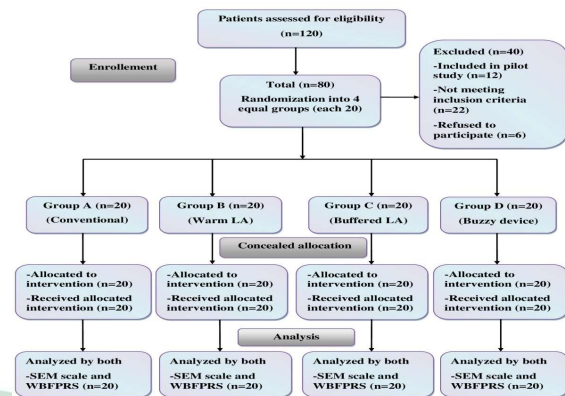 Patients assessed for eligibility
(n=120)
Enrollement
Excluded (n=40)
-Included in pilot
study (n=12)
-Not meeting
inclusion criteria
(n=22)
-Refused to
participate (n=6)
Total (n=80)
Randomization into 4
equal groups (each 20)
Group A (n=20)
(Conventional)
Group B (n=20)
(Warm LA)
Group C (n=20)
(Buffered LA)
Group D (n=20)
(Buzzy device)
Concealed allocation
-Allocated to
intervention (n=20)
-Received allocated
intervention (n=20)
-Allocated to
intervention (n=20)
-Received allocated
intervention (n=20)
-Allocated to
intervention (n=20)
-Received allocated
intervention (n=20)
-Allocated to
intervention (n=20)
-Received allocated
intervention (n=20)
Analysis
Analyzed by both
-SEM scale and
WBFPRS (n=20)
Analyzed by both
-SEM scale and
WBFPRS (n=20)
Analyzed by both
-SEM scale and
WBFPRS (n=20)
Analyzed by both
-SEM scale and
WBFPRS (n=20)